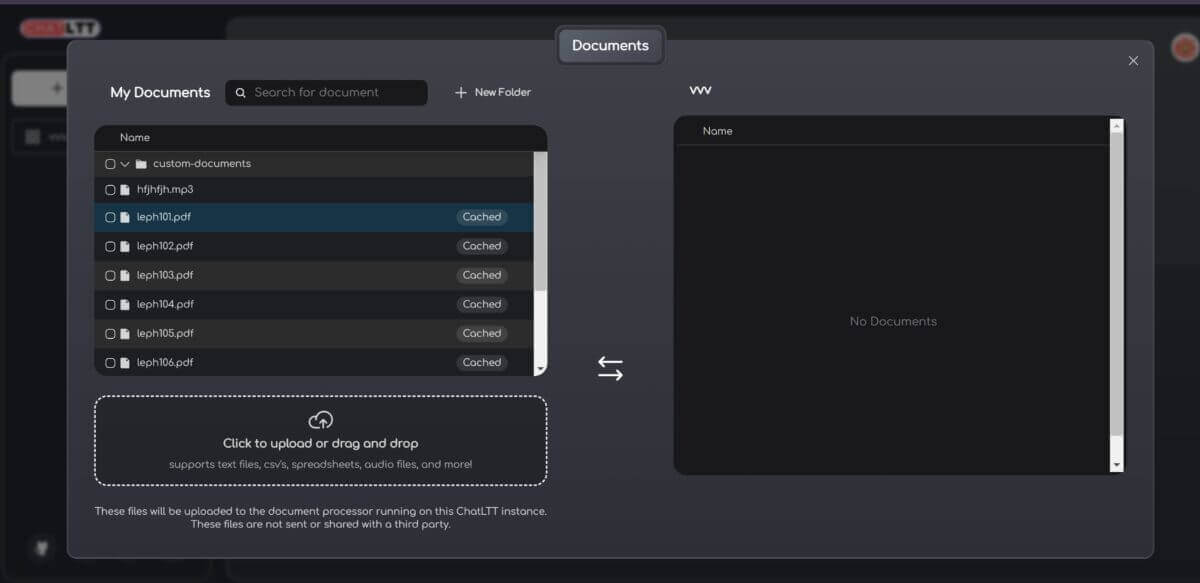 CHATLTT
Documents
My Documents
Search for document
New Folder
vvv
Name
custom-documents
hfjhfjh.mp3
leph101.pdf Cached
leph102.pdf Cached
leph103.pdf Cached
leph104.pdf Cached
leph105.pdf Cached
leph106.pdf Cached
Click to upload or drag and drop
supports text files, csv's, spreadsheets, audio files, and more!
These files will be uploaded to the document processor running on this ChatLTT instance.
These files are not sent or shared with a third party.
Name
No Documents